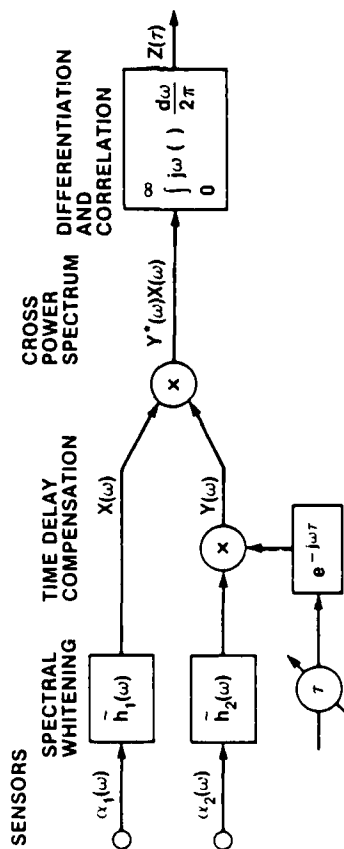 SENSORS
SPECTRAL
WHITENING
TIME DELAY
COMPENSATION
CROSS
POWER
SPECTRUM
DIFFERENTIATION
AND
CORRELATION
α₁(ω)
h̃₁(ω)
X(ω)
α₂(ω)
h̃₂(ω)
×
Y(ω)
×
Y*(ω)X(ω)
∞
∫ jω ( ) dω/2π
0
Z(τ)
τ
e^{-jωτ}